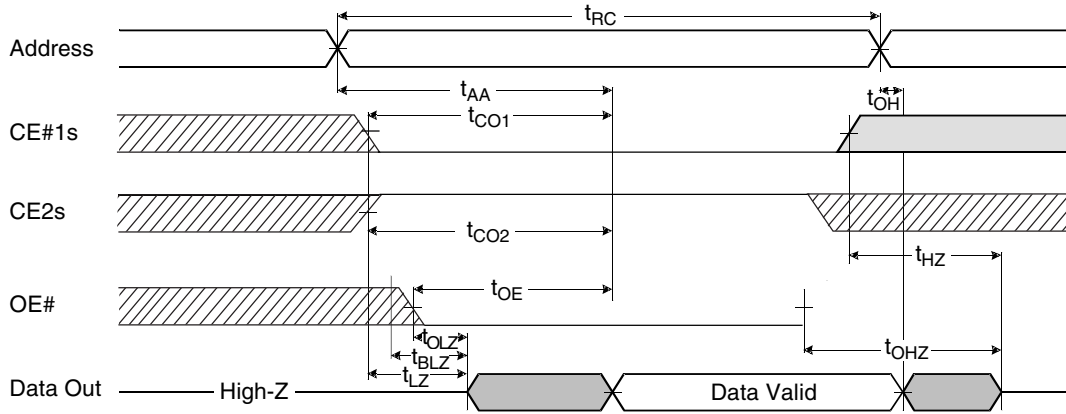 tRC
Address
tAA
tOH
tCO1
CE#1s
CE2s
tCO2
tHZ
tOE
OE#
tOLZ
tBLZ
tOHZ
tLZ
Data Out High-Z Data Valid